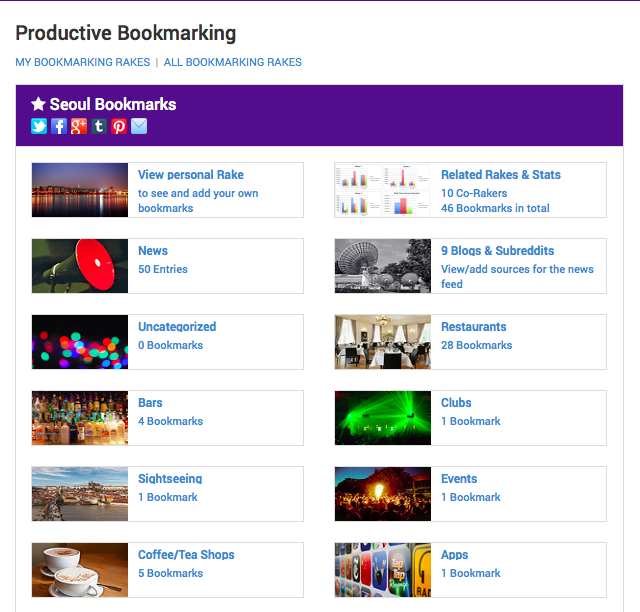 Productive Bookmarking
MY BOOKMARKING RAKES | ALL BOOKMARKING RAKES
Seoul Bookmarks
View personal Rake
to see and add your own
bookmarks
Related Rakes & Stats
10 Co-Rakers
46 Bookmarks in total
News
50 Entries
9 Blogs & Subreddits
View/add sources for the news
feed
Uncategorized
0 Bookmarks
Restaurants
28 Bookmarks
Bars
4 Bookmarks
Clubs
1 Bookmark
Sightseeing
1 Bookmark
Events
1 Bookmark
Coffee/Tea Shops
5 Bookmarks
Apps
1 Bookmark